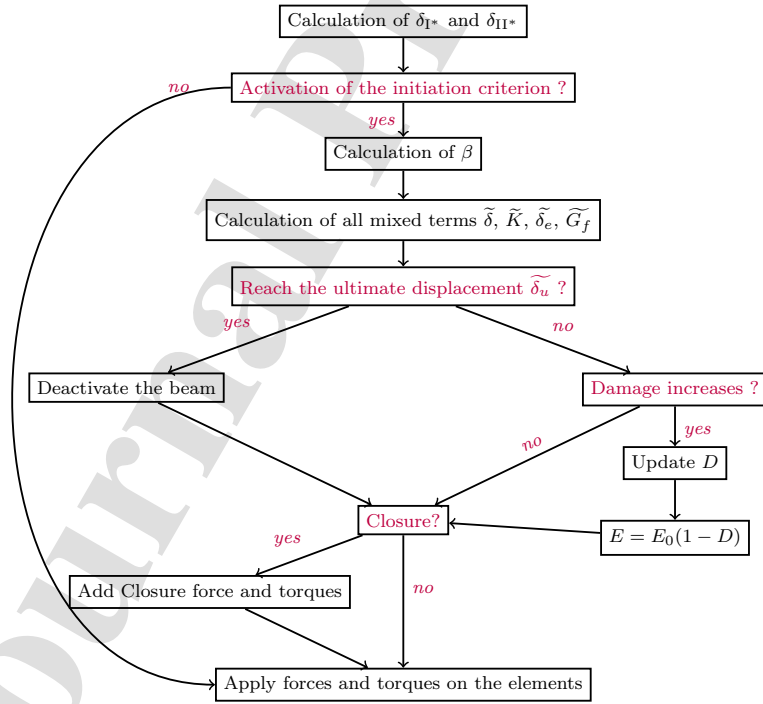 Calculation of δ_I* and δ_II*
no
Activation of the initiation criterion ?
yes
Calculation of β
Calculation of all mixed terms δ̃, K̃, δ̃_e, G̃_f
Reach the ultimate displacement δ̃_u ?
yes
no
Deactivate the beam
Damage increases ?
no
yes
Update D
Closure?
E = E_0(1 − D)
yes
Add Closure force and torques
no
Apply forces and torques on the elements